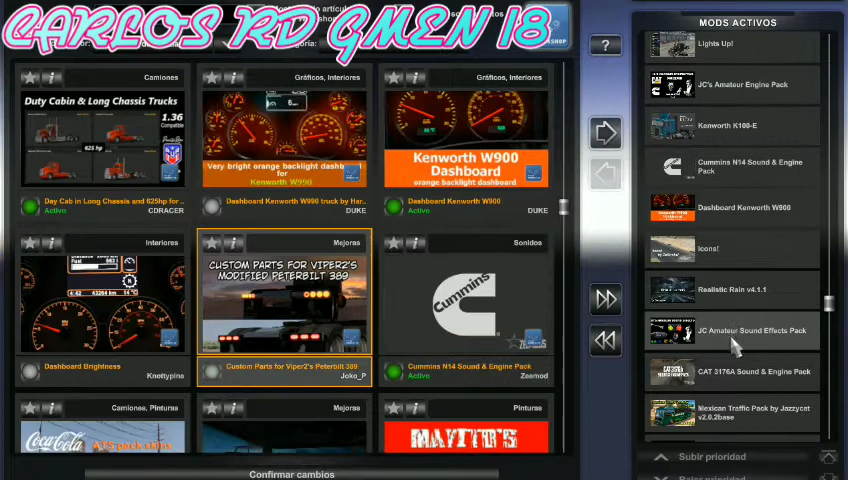 CARLOS RD GMEN 18
MODS ACTIVOS
Camiones
Duty Cabin & Long Chassis Trucks
1.36
Compatible
625 hp
Day Cab in Long Chassis and 625hp for ..
Activo
CDRACER
Gráficos, Interiores
Very bright orange backlight dashboard
for
Kenworth W990
Dashboard Kenworth W990 truck by Har..
DUKE
Gráficos, Interiores
Kenworth W900
Dashboard
orange backlight dashboard
Dashboard Kenworth W900
Activo
DUKE
Interiores
Dashboard Brightness
Knottypine
Mejoras
CUSTOM PARTS FOR VIPER2'S
MODIFIED PETERBILT 389
Custom Parts for Viper2's Peterbilt 389
Joko_P
Sonidos
Cummins
Cummins N14 Sound & Engine Pack
Activo
Zeemod
Camiones, Pinturas
Coca-Cola
ATS pack skins
Mejoras
Pinturas
MAYITO'S
Confirmar cambios
?
Lights Up!
JC's Amateur Engine Pack
Kenworth K100-E
Cummins N14 Sound & Engine
Pack
Dashboard Kenworth W900
Icons!
Realistic Rain v4.1.1
JC Amateur Sound Effects Pack
CAT 3176A Sound & Engine Pack
Mexican Traffic Pack by Jazzycat
v2.0.2base
Subir prioridad
Bajar prioridad